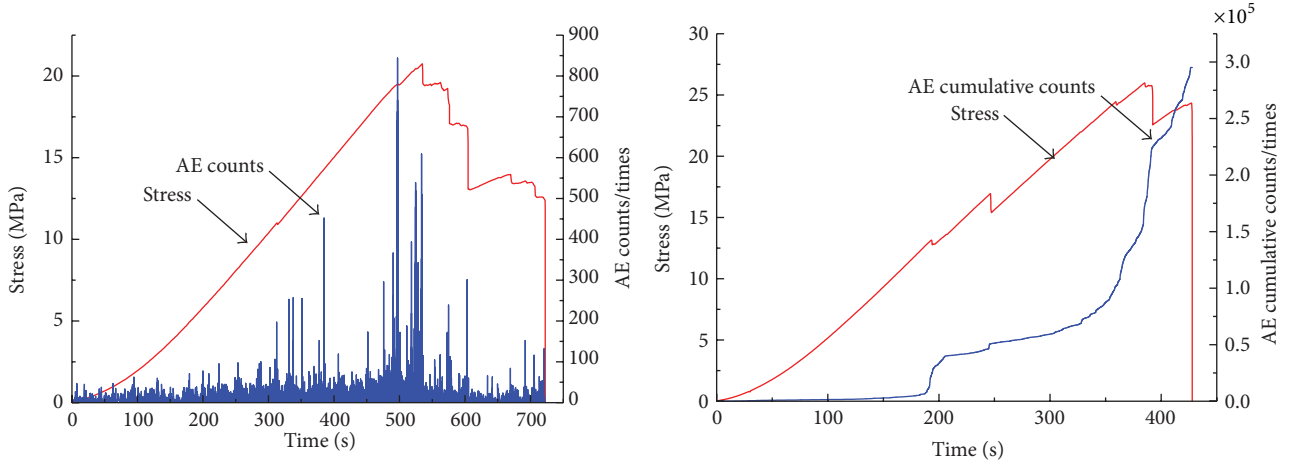 Stress (MPa)
20
15
10
5
0
AE counts
Stress
900
800
700
600
500
400
300
200
100
0
AE counts/times
0 100 200 300 400 500 600 700
Time (s)
×10⁵
Stress (MPa)
30
25
20
15
10
5
0
AE cumulative counts
Stress
3.0
2.5
2.0
1.5
1.0
0.5
0.0
AE cumulative counts/times
0 100 200 300 400
Time (s)